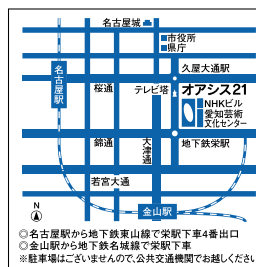 名古屋城
市役所
県庁
名古屋駅
久屋大通駅
桜通
テレビ塔
オアシス21
NHKビル
愛知芸術
文化センター
錦通
大津通
地下鉄栄駅
若宮大通
N
金山駅
◎名古屋駅から地下鉄東山線で栄駅下車4番出口
◎金山駅から地下鉄名城線で栄駅下車
※駐車場はございませんので、公共交通機関でお越しくださ